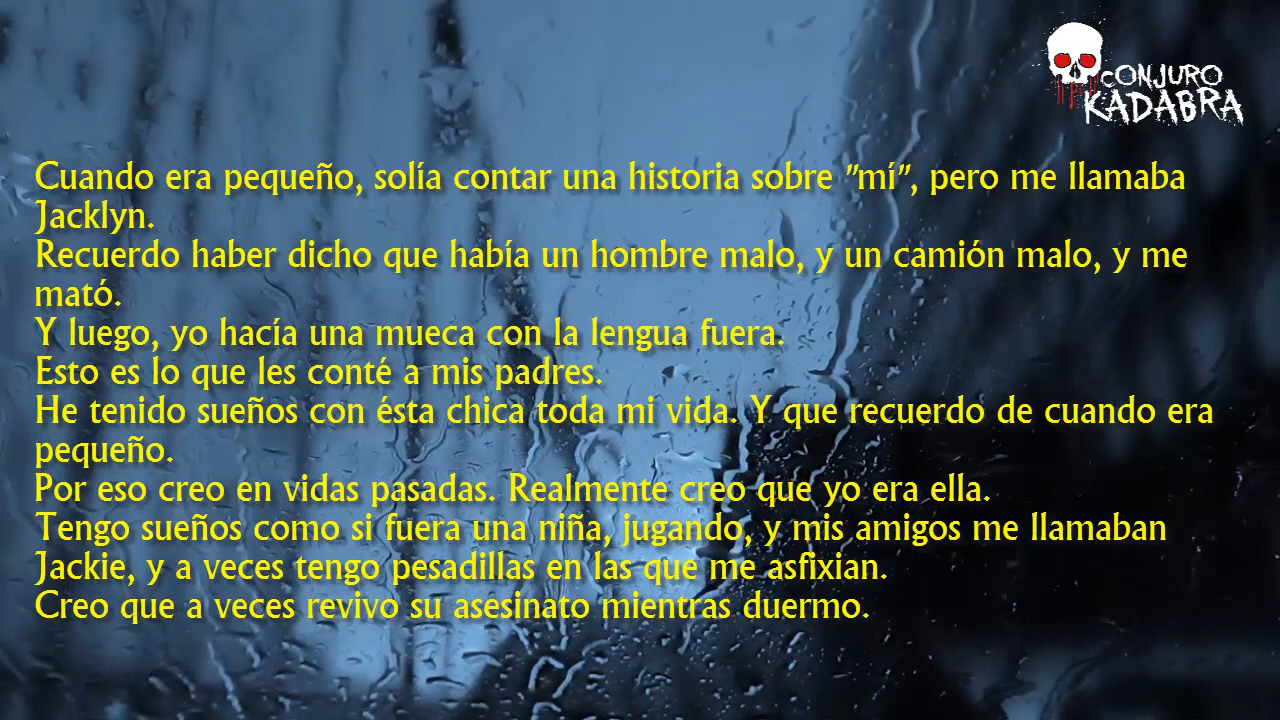 CONJURO
KADABRA
Cuando era pequeño, solía contar una historia sobre "mí", pero me llamaba
Jacklyn.
Recuerdo haber dicho que había un hombre malo, y un camión malo, y me
mató.
Y luego, yo hacía una mueca con la lengua fuera.
Esto es lo que les conté a mis padres.
He tenido sueños con ésta chica toda mi vida. Y que recuerdo de cuando era
pequeño.
Por eso creo en vidas pasadas. Realmente creo que yo era ella.
Tengo sueños como si fuera una niña, jugando, y mis amigos me llamaban
Jackie, y a veces tengo pesadillas en las que me asfixian.
Creo que a veces revivo su asesinato mientras duermo.